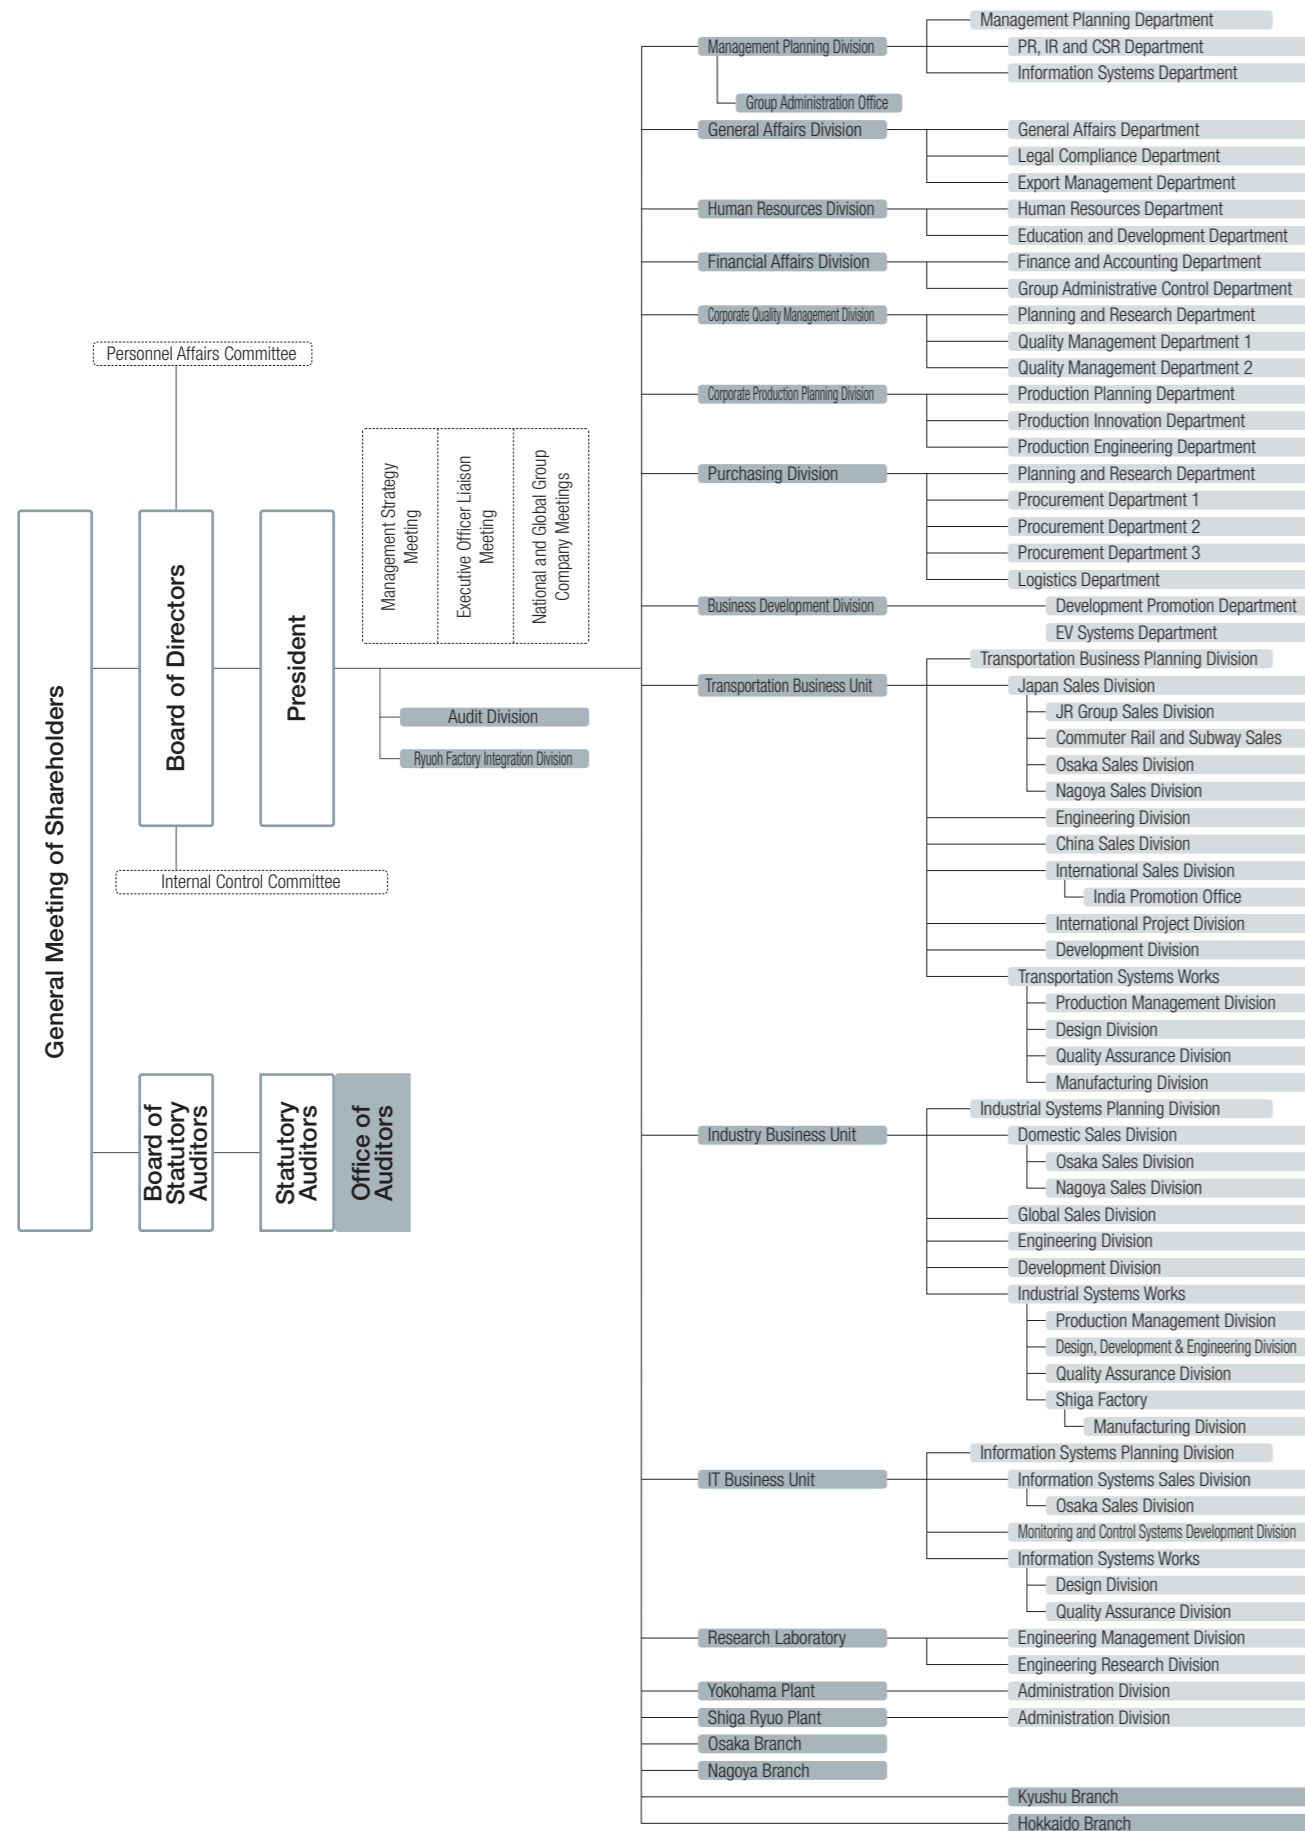 General Meeting of Shareholders
Personnel Affairs Committee
Board of Directors
Internal Control Committee
President
Board of
Statutory
Auditors
Statutory
Auditors
Office of
Auditors
Management Strategy
Meeting
Executive Officer Liaison
Meeting
National and Global Group
Company Meetings
Audit Division
Ryuoh Factory Integration Division
Management Planning Division
Management Planning Department
PR, IR and CSR Department
Information Systems Department
Group Administration Office
General Affairs Division
General Affairs Department
Legal Compliance Department
Export Management Department
Human Resources Division
Human Resources Department
Education and Development Department
Financial Affairs Division
Finance and Accounting Department
Group Administrative Control Department
Corporate Quality Management Division
Planning and Research Department
Quality Management Department 1
Quality Management Department 2
Corporate Production Planning Division
Production Planning Department
Production Innovation Department
Production Engineering Department
Purchasing Division
Planning and Research Department
Procurement Department 1
Procurement Department 2
Procurement Department 3
Logistics Department
Business Development Division
Development Promotion Department
EV Systems Department
Transportation Business Unit
Transportation Business Planning Division
Japan Sales Division
JR Group Sales Division
Commuter Rail and Subway Sales
Osaka Sales Division
Nagoya Sales Division
Engineering Division
China Sales Division
International Sales Division
India Promotion Office
International Project Division
Development Division
Transportation Systems Works
Production Management Division
Design Division
Quality Assurance Division
Manufacturing Division
Industry Business Unit
Industrial Systems Planning Division
Domestic Sales Division
Osaka Sales Division
Nagoya Sales Division
Global Sales Division
Engineering Division
Development Division
Industrial Systems Works
Production Management Division
Design, Development & Engineering Division
Quality Assurance Division
Shiga Factory
Manufacturing Division
IT Business Unit
Information Systems Planning Division
Information Systems Sales Division
Osaka Sales Division
Monitoring and Control Systems Development Division
Information Systems Works
Design Division
Quality Assurance Division
Research Laboratory
Engineering Management Division
Engineering Research Division
Yokohama Plant
Administration Division
Shiga Ryuo Plant
Administration Division
Osaka Branch
Nagoya Branch
Kyushu Branch
Hokkaido Branch